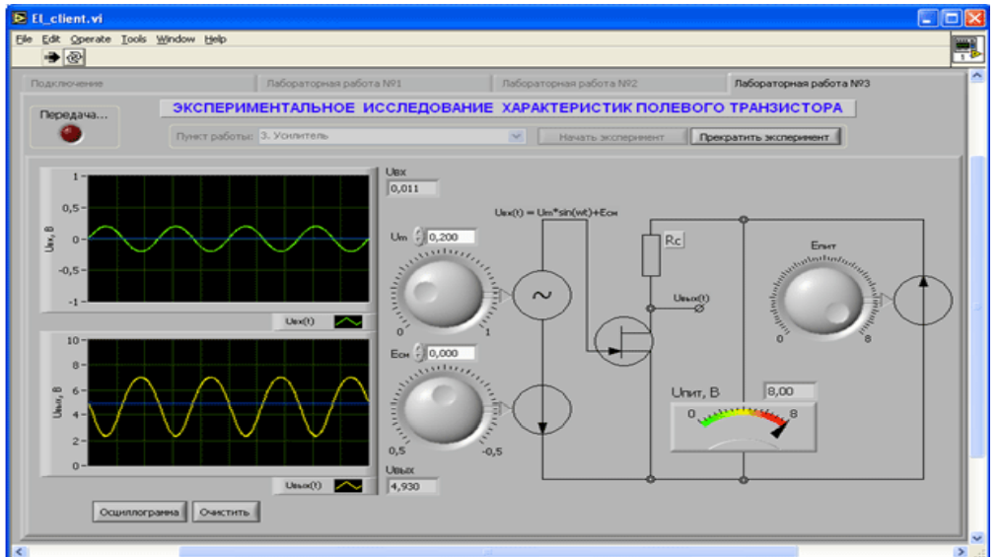 El_client.vi
File Edit Operate Tools Window Help
1
Подключение Лабораторная работа №1 Лабораторная работа №2 Лабораторная работа №3
Передача...
ЭКСПЕРИМЕНТАЛЬНОЕ ИССЛЕДОВАНИЕ ХАРАКТЕРИСТИК ПОЛЕВОГО ТРАНЗИСТОРА
Пункт работы: 3. Усилитель Начать эксперимент Прекратить эксперимент
Uвх, В
1
0,5
0
-0,5
-1
Uвх(t)
Uвх
0,011
Um 0,200
0 1
Eсм 0,000
0,5 -0,5
Uвых
4,930
Uвых, В
10
8
6
4
2
0
Uвых(t)
Осциллограмма Очистить
Uвх(t) = Um*sin(wt)+Eсм
Rс
Uвых(t)
Eпит
0 8
Uпит, В 8,00
0 8